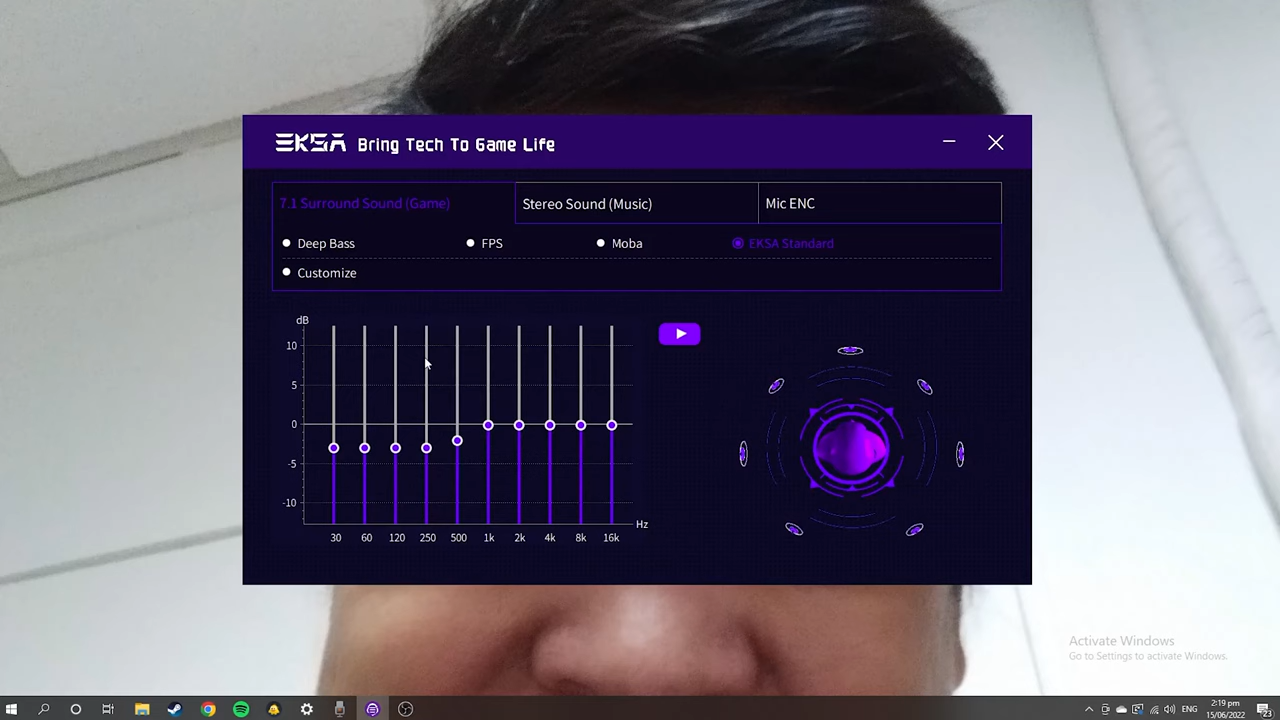 EKSA Bring Tech To Game Life
7.1 Surround Sound (Game) Stereo Sound (Music) Mic ENC
Deep Bass FPS Moba EKSA Standard
Customize
dB
10
5
0
-5
-10
Hz
30 60 120 250 500 1k 2k 4k 8k 16k
Activate Windows
Go to Settings to activate Windows.
ENG
2:19 pm
15/06/2022
23